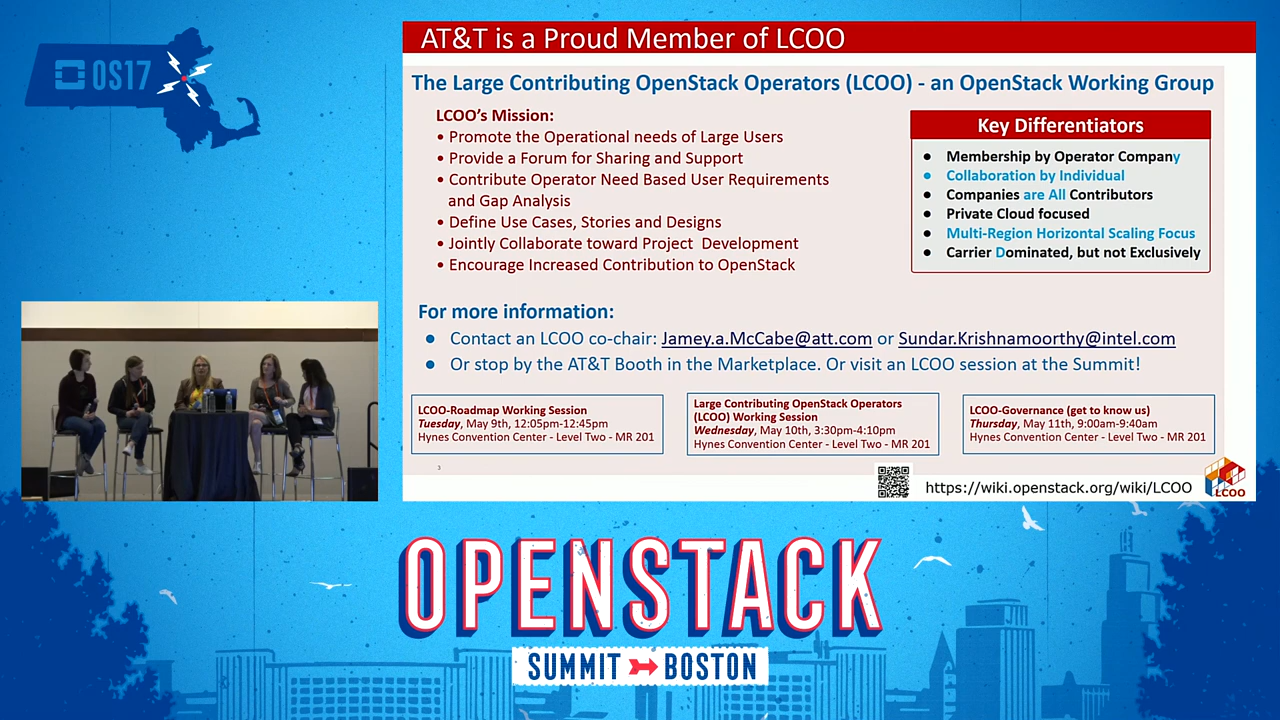 OS17
AT&T is a Proud Member of LCOO
The Large Contributing OpenStack Operators (LCOO) - an OpenStack Working Group
LCOO's Mission:
• Promote the Operational needs of Large Users
• Provide a Forum for Sharing and Support
• Contribute Operator Need Based User Requirements
and Gap Analysis
• Define Use Cases, Stories and Designs
• Jointly Collaborate toward Project Development
• Encourage Increased Contribution to OpenStack
Key Differentiators
● Membership by Operator Company
● Collaboration by Individual
● Companies are All Contributors
● Private Cloud focused
● Multi-Region Horizontal Scaling Focus
● Carrier Dominated, but not Exclusively
For more information:
● Contact an LCOO co-chair: Jamey.a.McCabe@att.com or Sundar.Krishnamoorthy@intel.com
● Or stop by the AT&T Booth in the Marketplace. Or visit an LCOO session at the Summit!
LCOO-Roadmap Working Session
Tuesday, May 9th, 12:05pm-12:45pm
Hynes Convention Center - Level Two - MR 201
Large Contributing OpenStack Operators
(LCOO) Working Session
Wednesday, May 10th, 3:30pm-4:10pm
Hynes Convention Center - Level Two - MR 201
LCOO-Governance (get to know us)
Thursday, May 11th, 9:00am-9:40am
Hynes Convention Center - Level Two - MR 201
3
https://wiki.openstack.org/wiki/LCOO
LCOO
OPENSTACK
SUMMIT BOSTON